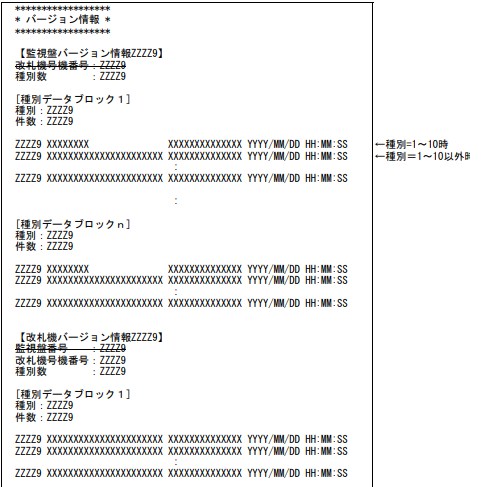 ******************
* バージョン情報 *
******************
【監視盤バージョン情報ZZZZ9】
改札機号機番号：ZZZZ9
種別数　　　　：ZZZZ9
[種別データブロック１]
種別：ZZZZ9
件数：ZZZZ9
ZZZZ9 XXXXXXXX               XXXXXXXXXXXXXX YYYY/MM/DD HH:MM:SS　　←種別=1～10時
ZZZZ9 XXXXXXXXXXXXXXXXXXXXXX XXXXXXXXXXXXXX YYYY/MM/DD HH:MM:SS　　←種別＝1～10以外時
：
ZZZZ9 XXXXXXXXXXXXXXXXXXXXXX XXXXXXXXXXXXXX YYYY/MM/DD HH:MM:SS
：
[種別データブロックｎ]
種別：ZZZZ9
件数：ZZZZ9
ZZZZ9 XXXXXXXX               XXXXXXXXXXXXXX YYYY/MM/DD HH:MM:SS
ZZZZ9 XXXXXXXXXXXXXXXXXXXXXX XXXXXXXXXXXXXX YYYY/MM/DD HH:MM:SS
：
ZZZZ9 XXXXXXXXXXXXXXXXXXXXXX XXXXXXXXXXXXXX YYYY/MM/DD HH:MM:SS
【改札機バージョン情報ZZZZ9】
監視盤番号　　：ZZZZ9
改札機号機番号：ZZZZ9
種別数　　　　：ZZZZ9
[種別データブロック１]
種別：ZZZZ9
件数：ZZZZ9
ZZZZ9 XXXXXXXXXXXXXXXXXXXXXX XXXXXXXXXXXXXX YYYY/MM/DD HH:MM:SS
ZZZZ9 XXXXXXXXXXXXXXXXXXXXXX XXXXXXXXXXXXXX YYYY/MM/DD HH:MM:SS
：
ZZZZ9 XXXXXXXXXXXXXXXXXXXXXX XXXXXXXXXXXXXX YYYY/MM/DD HH:MM:SS